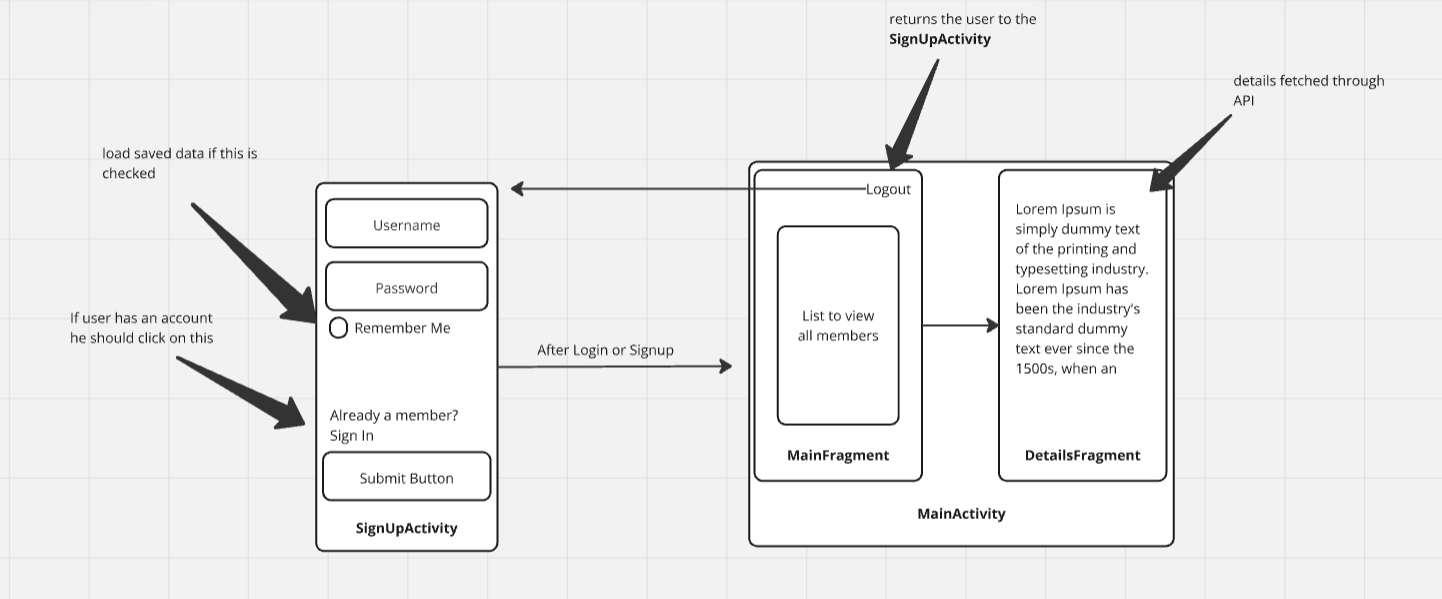 returns the user to the
SignUpActivity
details fetched through
API
load saved data if this is
checked
If user has an account
he should click on this
Username
Password
Remember Me
Already a member?
Sign In
Submit Button
SignUpActivity
After Login or Signup
Logout
List to view
all members
MainFragment
Lorem Ipsum is
simply dummy text
of the printing and
typesetting industry.
Lorem Ipsum has
been the industry's
standard dummy
text ever since the
1500s, when an
DetailsFragment
MainActivity